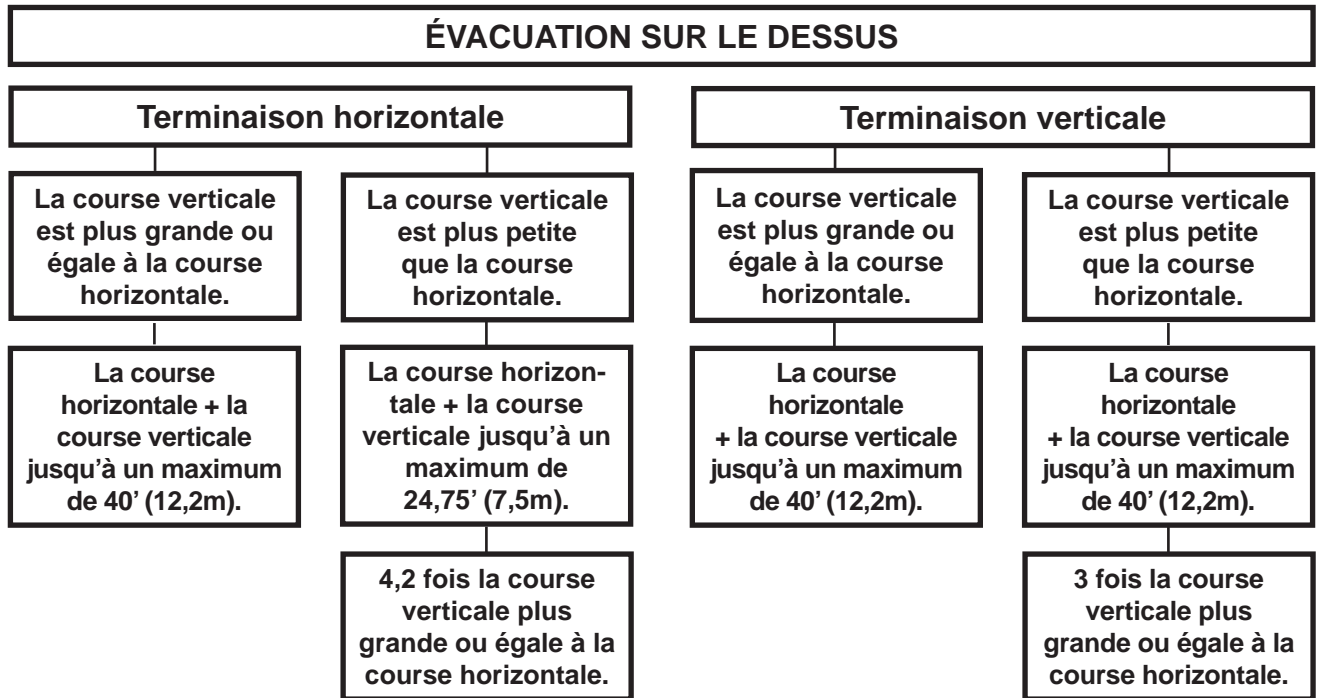 ÉVACUATION SUR LE DESSUS
Terminaison horizontale
La course verticale
est plus grande ou
égale à la course
horizontale.
La course
horizontale + la
course verticale
jusqu’à un maximum
de 40’ (12,2m).
La course verticale
est plus petite
que la course
horizontale.
La course horizon-
tale + la course
verticale jusqu’à un
maximum de
24,75’ (7,5m).
4,2 fois la course
verticale plus
grande ou égale à la
course horizontale.
Terminaison verticale
La course verticale
est plus grande ou
égale à la course
horizontale.
La course
horizontale
+ la course verticale
jusqu’à un maximum
de 40’ (12,2m).
La course verticale
est plus petite
que la course
horizontale.
La course
horizontale
+ la course verticale
jusqu’à un maximum
de 40’ (12,2m).
3 fois la course
verticale plus
grande ou égale à la
course horizontale.